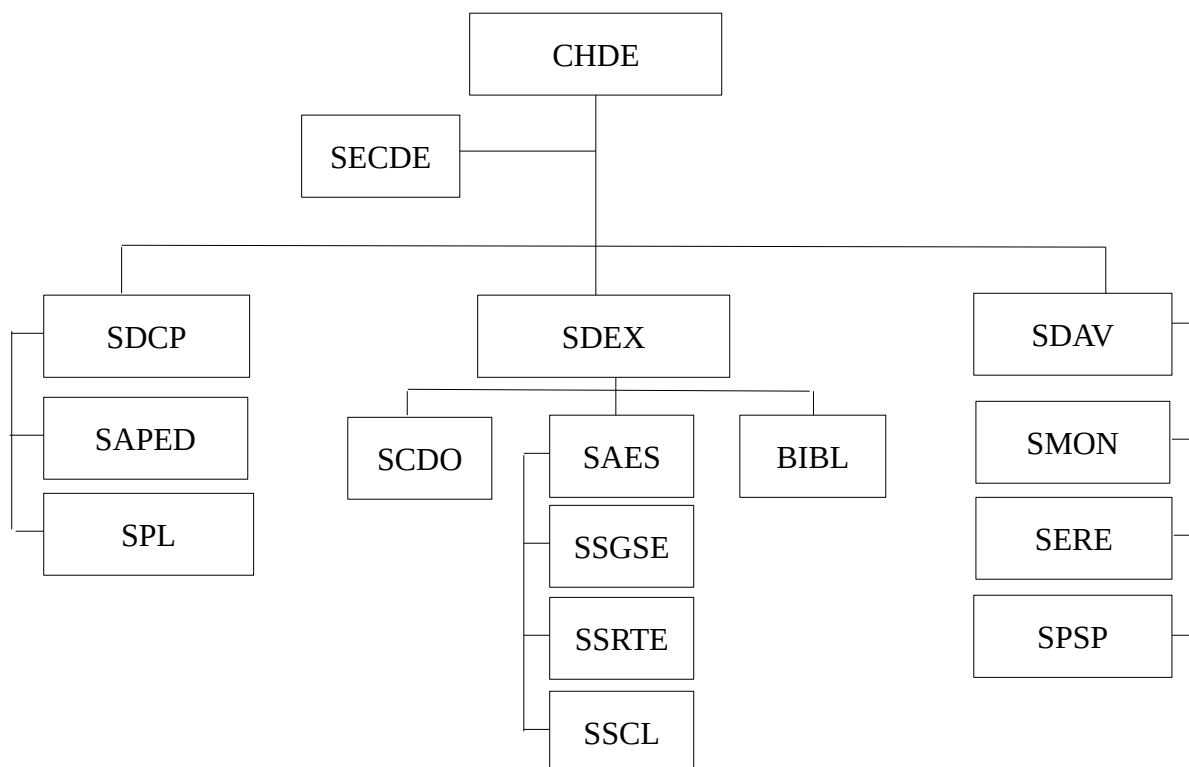 CHDE
SECDE
SDCP
SDEX
SDAV
SAPED
SCDO
SAES
BIBL
SMON
SPL
SSGSE
SERE
SSRTE
SPSP
SSCL